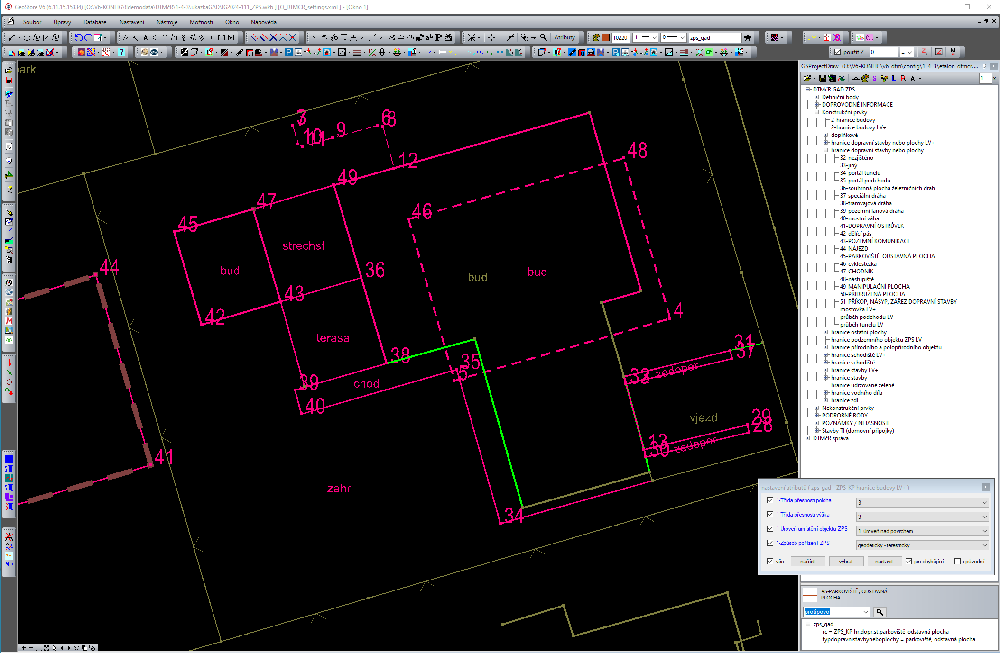 GeoStore V6 (6.11.15.15334) [O:\V6-KONFIG\!!demodata\DTMčR\1-4-3\ukazkaGAD\IG2024-111_ZPS.wkb ] [O_DTMCR_settings.xml ] - [Okno 1]
Soubor Úpravy Databáze Nastavení Nástroje Možnosti Okno Nápověda
Atributy 10220 1 0 zps_gad Č.P.
použít Z 0 =
GSProjectDraw (O:\V6-KONFIG\v6_dtm\config\1_4_3\etalon_dtmcr....
S L R A 1 x
DTMčR GAD ZPS
Definiční body
DOPROVODNÉ INFORMACE
Konstrukční prvky
2-hranice budovy
2-hranice budovy LV+
doplňkové
hranice dopravní stavby nebo plochy LV+
hranice dopravní stavby nebo plochy
32-nezjištěno
33-jiný
34-portál tunelu
35-portál podchodu
36-souhrnná plocha železničních drah
37-speciální dráha
38-tramvajová dráha
39-pozemní lanová dráha
40-mostní váha
41-DOPRAVNÍ OSTRŮVEK
42-dělící pás
43-POZEMNÍ KOMUNIKACE
44-NÁJEZD
45-PARKOVIŠTĚ, ODSTAVNÁ PLOCHA
46-cyklostezka
47-CHODNÍK
48-nástupiště
49-MANIPULAČNÍ PLOCHA
50-PŘIDRUŽENÁ PLOCHA
51-PŘÍKOP, NÁSYP, ZÁŘEZ DOPRAVNÍ STAVBY
mostovka LV+
průběh podchodu LV-
průběh tunelu LV-
hranice ostatní plochy
hranice podzemního objektu ZPS LV-
hranice přírodního a polopřírodního objektu
hranice schodiště LV+
hranice schodiště
hranice stavby LV+
hranice stavby
hranice udržované zeleně
hranice vodního díla
hranice zdi
Nekonstrukční prvky
PODROBNÉ BODY
POZNÁMKY / NEJASNOSTI
Stavby TI (domovní přípojky)
DTMčR správa
ark
9
12
48
49
47
46
45
strechst
36
44
bud
bud
bud
43
42
4
terasa
31
37
38
35
5
zedoper
39
chod
40
vjezd
29
28
13
30
zedoper
41
zahr
34
nastavení atributů ( zps_gad - ZPS_KP hranice budovy LV+ )
1-Třída přesnosti poloha 3
1-Třída přesnosti výška 3
1-Úroveň umístění objektu ZPS 1. úroveň nad povrchem
1-Způsob pořízení ZPS geodeticky - terestricky
vše načíst vybrat nastavit jen chybějící i původní
45-PARKOVIŠTĚ, ODSTAVNÁ
PLOCHA
protipovo
zps_gad
rc = ZPS_KP hr.dopr.st.parkoviště-odstavná plocha
typdopravnistavbyneboplochy = parkoviště, odstavná plocha
SQL
SAVE
SAVE
SAVE
RC
MD
3D